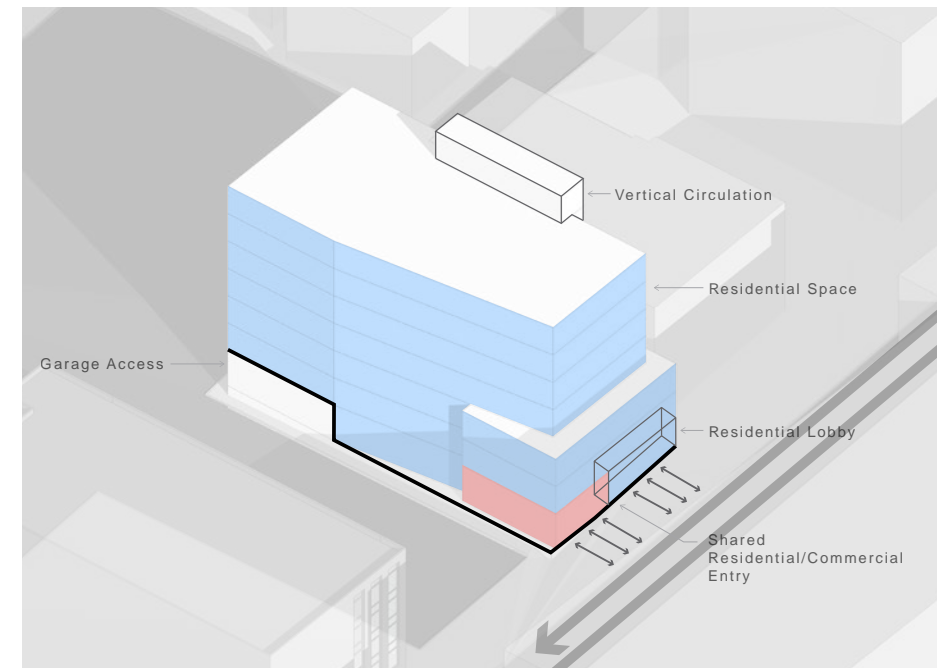 Vertical Circulation
Residential Space
Garage Access
Residential Lobby
Shared
Residential/Commercial
Entry